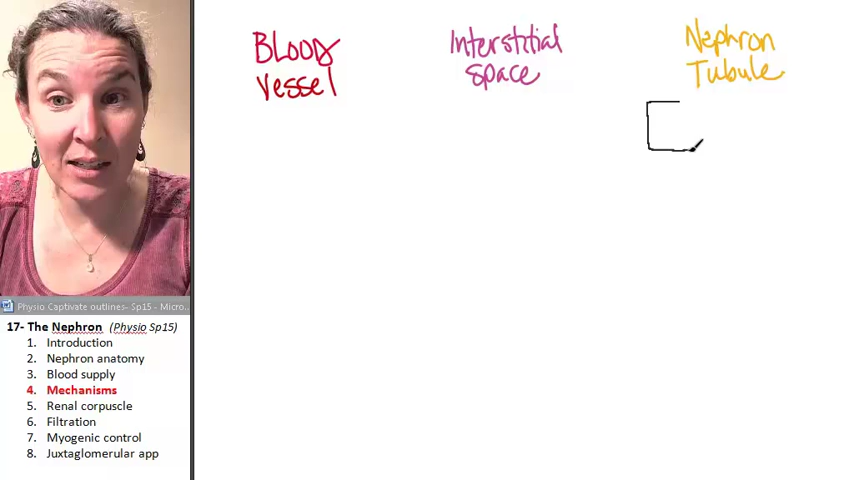 Blood
Vessel
Interstitial
space
Nephron
Tubule
Physio Captivate outlines- Sp15 - Micro...
17- The Nephron (Physio Sp15)
1. Introduction
2. Nephron anatomy
3. Blood supply
4. Mechanisms
5. Renal corpuscle
6. Filtration
7. Myogenic control
8. Juxtaglomerular app